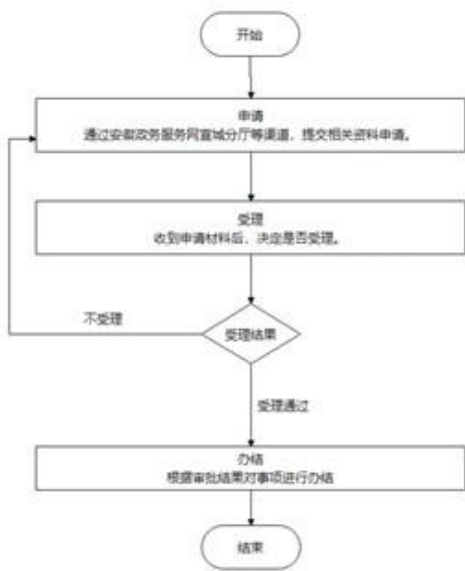 开始
申请
通过安徽政务服务网宣城分厅等渠道、提交相关资料申请。
受理
收到申请材料后、决定是否受理。
不受理
受理结果
受理通过
办结
根据审批结果对事项进行办结
结束